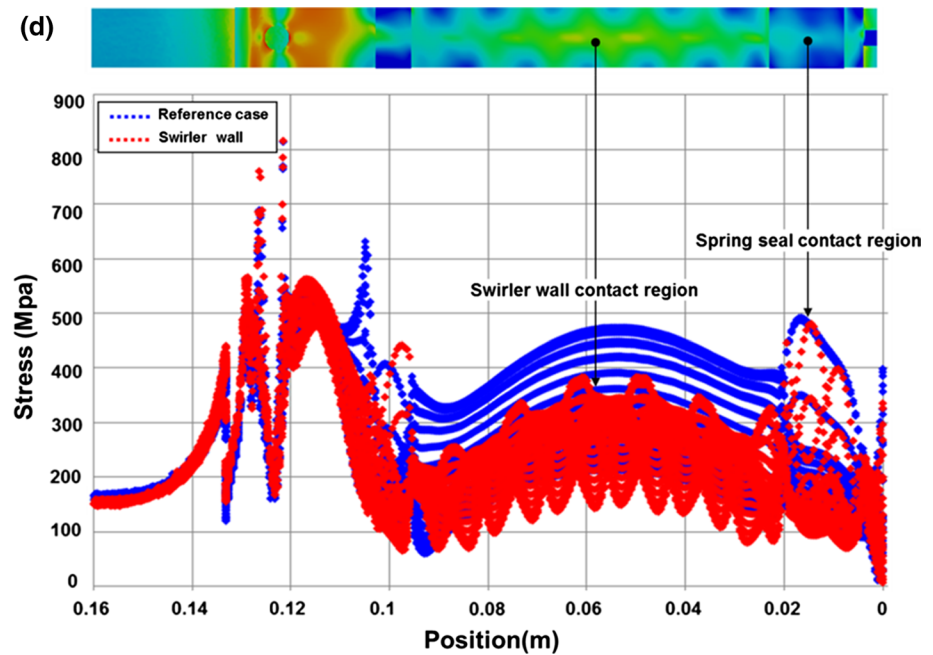 (d)
900
800
700
600
500
400
300
200
100
0
Stress (Mpa)
Reference case
Swirler wall
Spring seal contact region
Swirler wall contact region
0.16 0.14 0.12 0.1 0.08 0.06 0.04 0.02 0
Position(m)